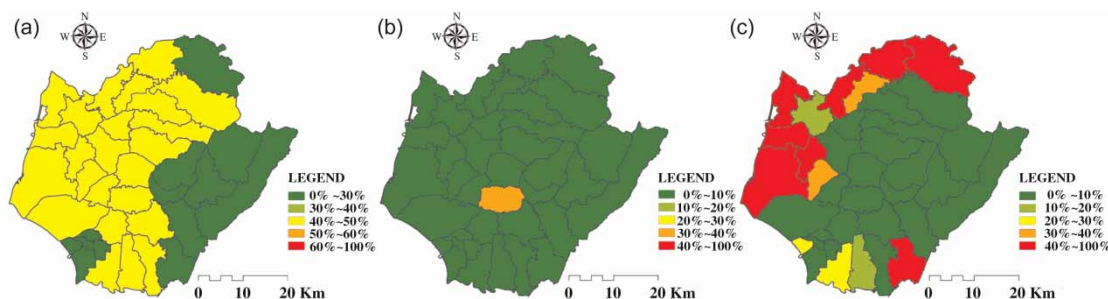 (a)
N
W E
S
LEGEND
0%~30%
30%~40%
40%~50%
50%~60%
60%~100%
0 10 20 Km
(b)
N
W E
S
LEGEND
0%~10%
10%~20%
20%~30%
30%~40%
40%~100%
0 10 20 Km
(c)
N
W E
S
LEGEND
0% ~10%
10%~20%
20%~30%
30%~40%
40%~100%
0 10 20 Km